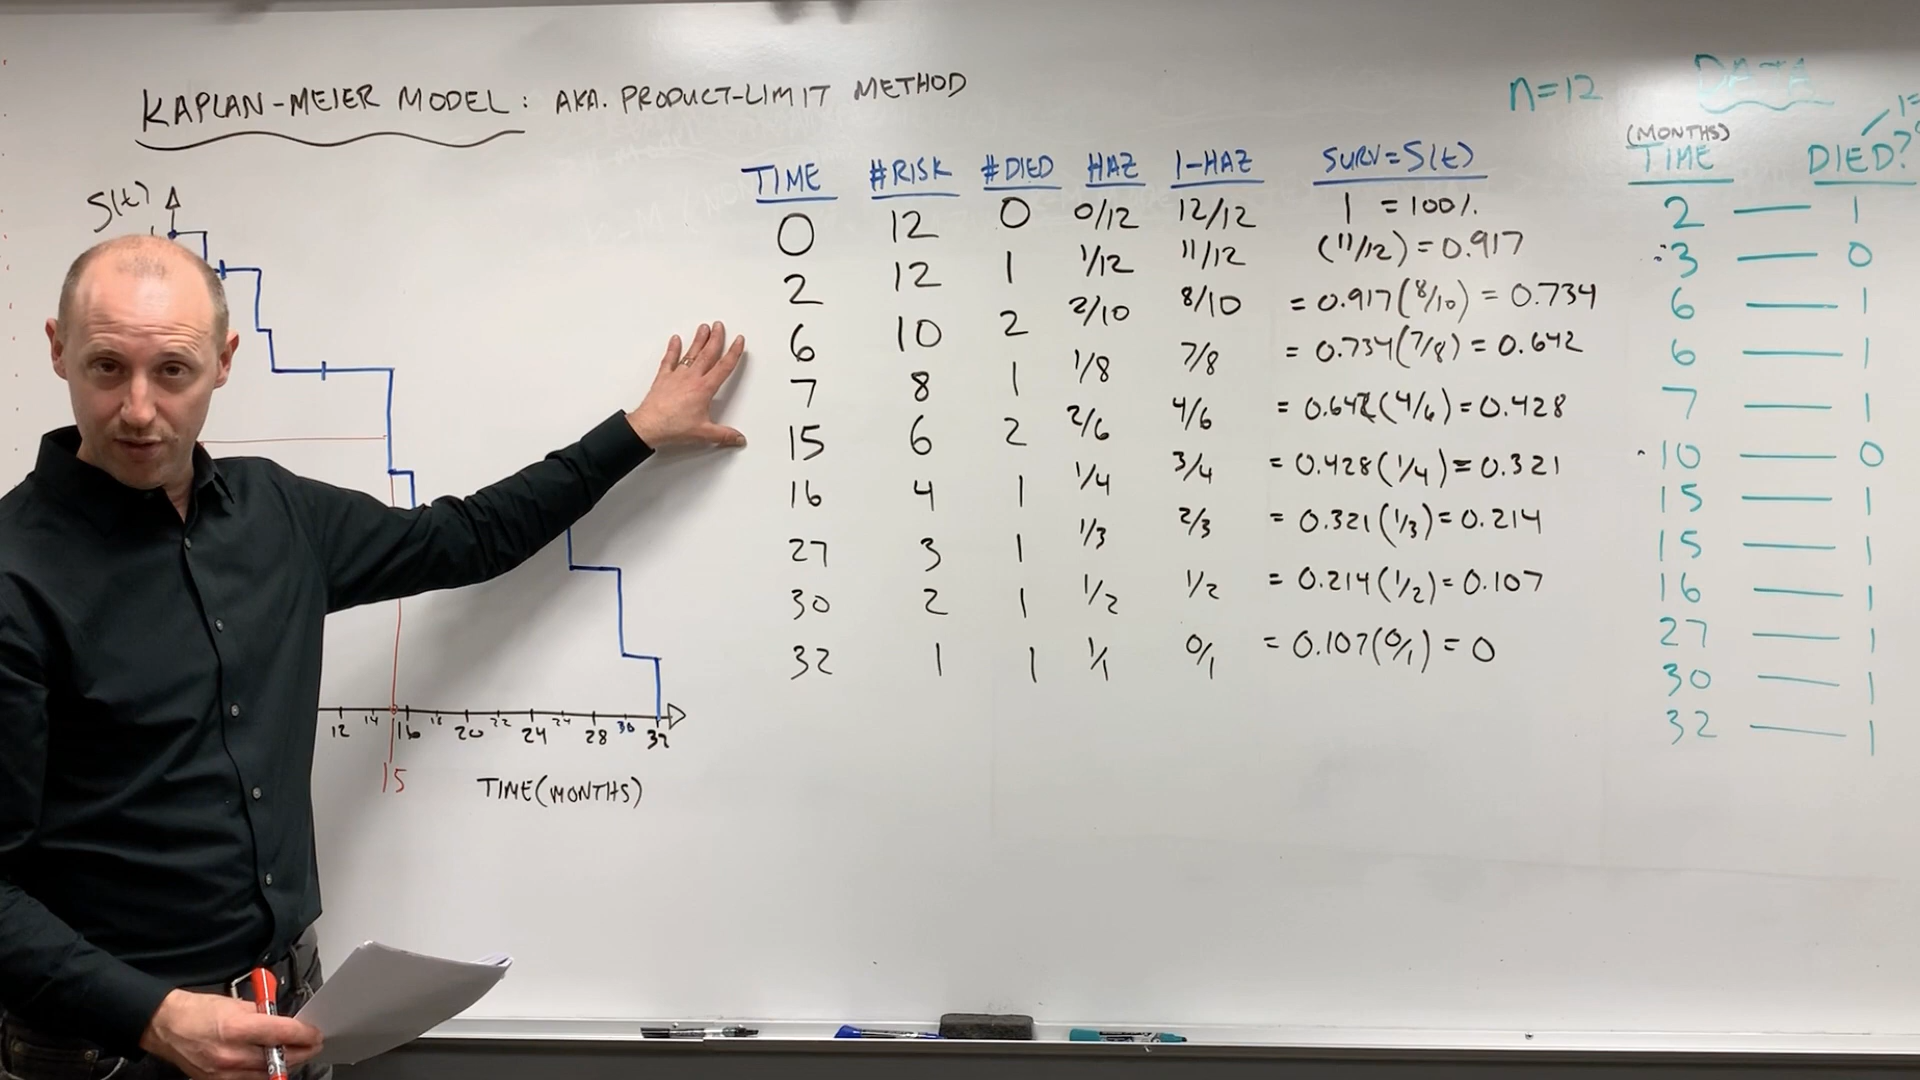 KAPLAN-MEIER MODEL: AKA. PRODUCT-LIMIT METHOD
n=12 DATA
(MONTHS) 1=
TIME #RISK #DIED HAZ 1-HAZ SURV=S(t) TIME DIED?
S(t)
0 12 0 0/12 12/12 1 = 100%.
2 12 1 1/12 11/12 (11/12) = 0.917
6 10 2 2/10 8/10 = 0.917(8/10) = 0.734
7 8 1 1/8 7/8 = 0.734(7/8) = 0.642
15 6 2 2/6 4/6 = 0.642(4/6) = 0.428
16 4 1 1/4 3/4 = 0.428(1/4) = 0.321
27 3 1 1/3 2/3 = 0.321(1/3) = 0.214
30 2 1 1/2 1/2 = 0.214(1/2) = 0.107
32 1 1 1/1 0/1 = 0.107(0/1) = 0
2 — 1
3 — 0
6 — 1
6 — 1
7 — 1
10 — 0
15 — 1
15 — 1
16 — 1
27 — 1
30 — 1
32 — 1
12 14 16 18 20 22 24 28 30 32
15
TIME (MONTHS)